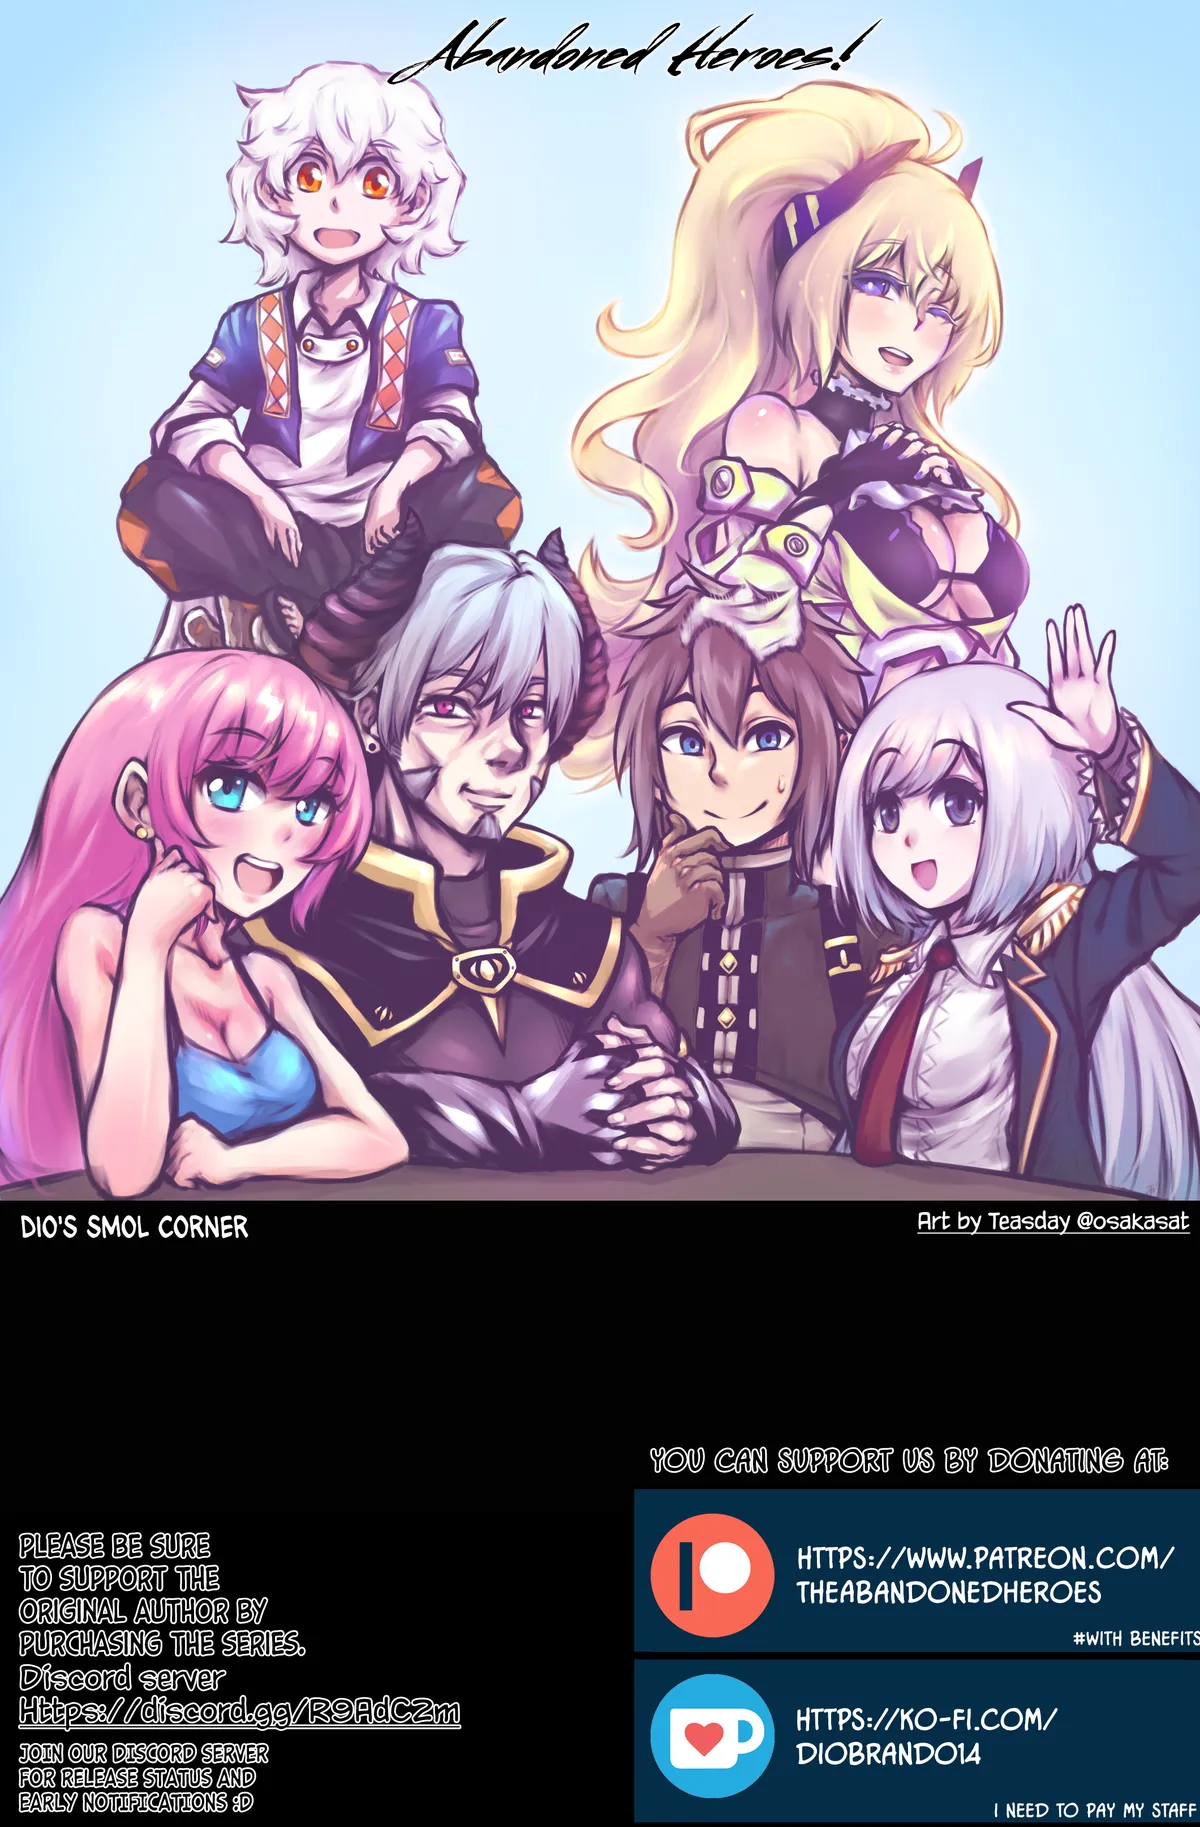 Abandoned Heroes!
DIO'S SMOL CORNER
Art by Teasday @osakasat
YOU CAN SUPPORT US BY DONATING AT:
HTTPS://WWW.PATREON.COM/
THEABANDONEDHEROES
#WITH BENEFITS
HTTPS://KO-FI.COM/
DIOBRANDO14
I NEED TO PAY MY STAFF
PLEASE BE SURE
TO SUPPORT THE
ORIGINAL AUTHOR BY
PURCHASING THE SERIES.
Discord server
Https://discord.gg/R9AdCZm
JOIN OUR DISCORD SERVER
FOR RELEASE STATUS AND
EARLY NOTIFICATIONS :D